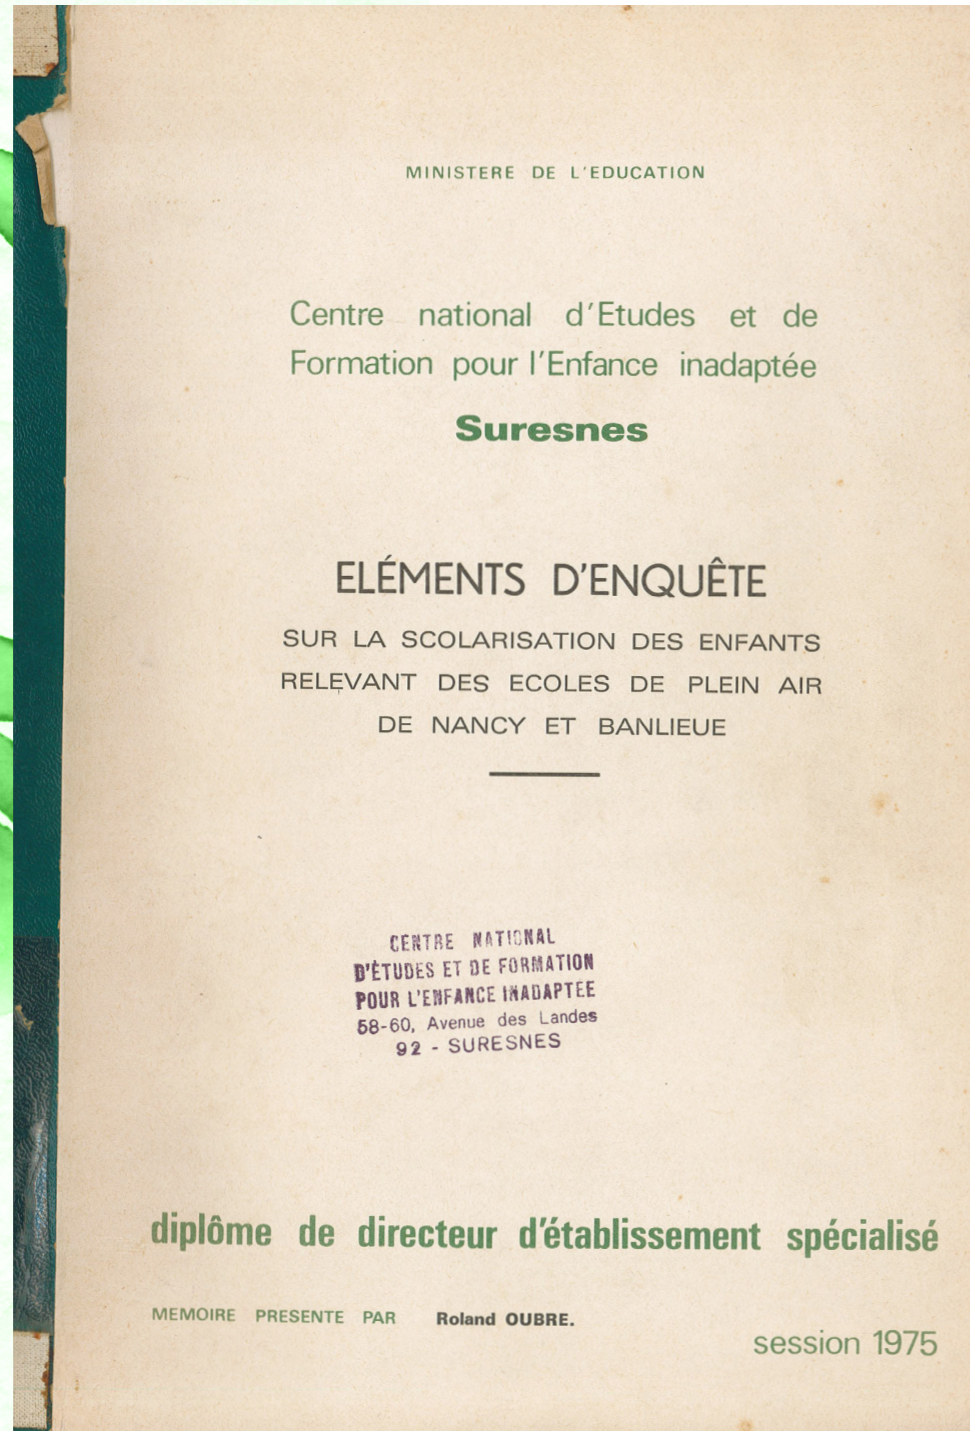 MINISTERE DE L'EDUCATION
Centre national d'Etudes et de
Formation pour l'Enfance inadaptée
Suresnes
ELÉMENTS D'ENQUÊTE
SUR LA SCOLARISATION DES ENFANTS
RELEVANT DES ECOLES DE PLEIN AIR
DE NANCY ET BANLIEUE
CENTRE NATIONAL
D'ÉTUDES ET DE FORMATION
POUR L'ENFANCE INADAPTEE
58-60, Avenue des Landes
92 - SURESNES
diplôme de directeur d'établissement spécialisé
MEMOIRE PRESENTE PAR Roland OUBRE.
session 1975